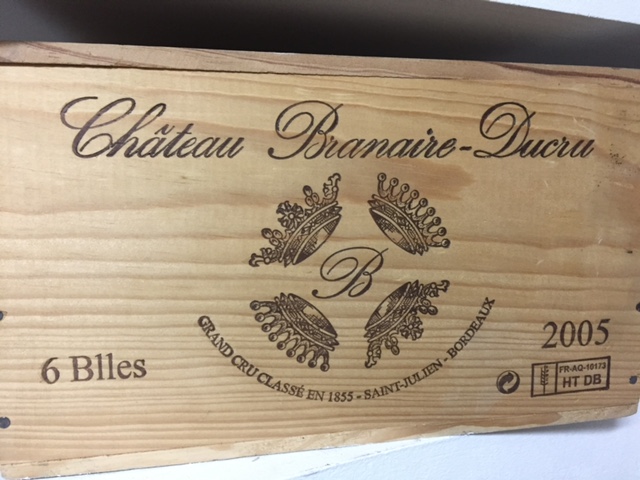 Château Branaire-Ducru
B
GRAND CRU CLASSÉ EN 1855 - SAINT-JULIEN - BORDEAUX
6 Blles
2005
FR-AQ-10173
HT DB